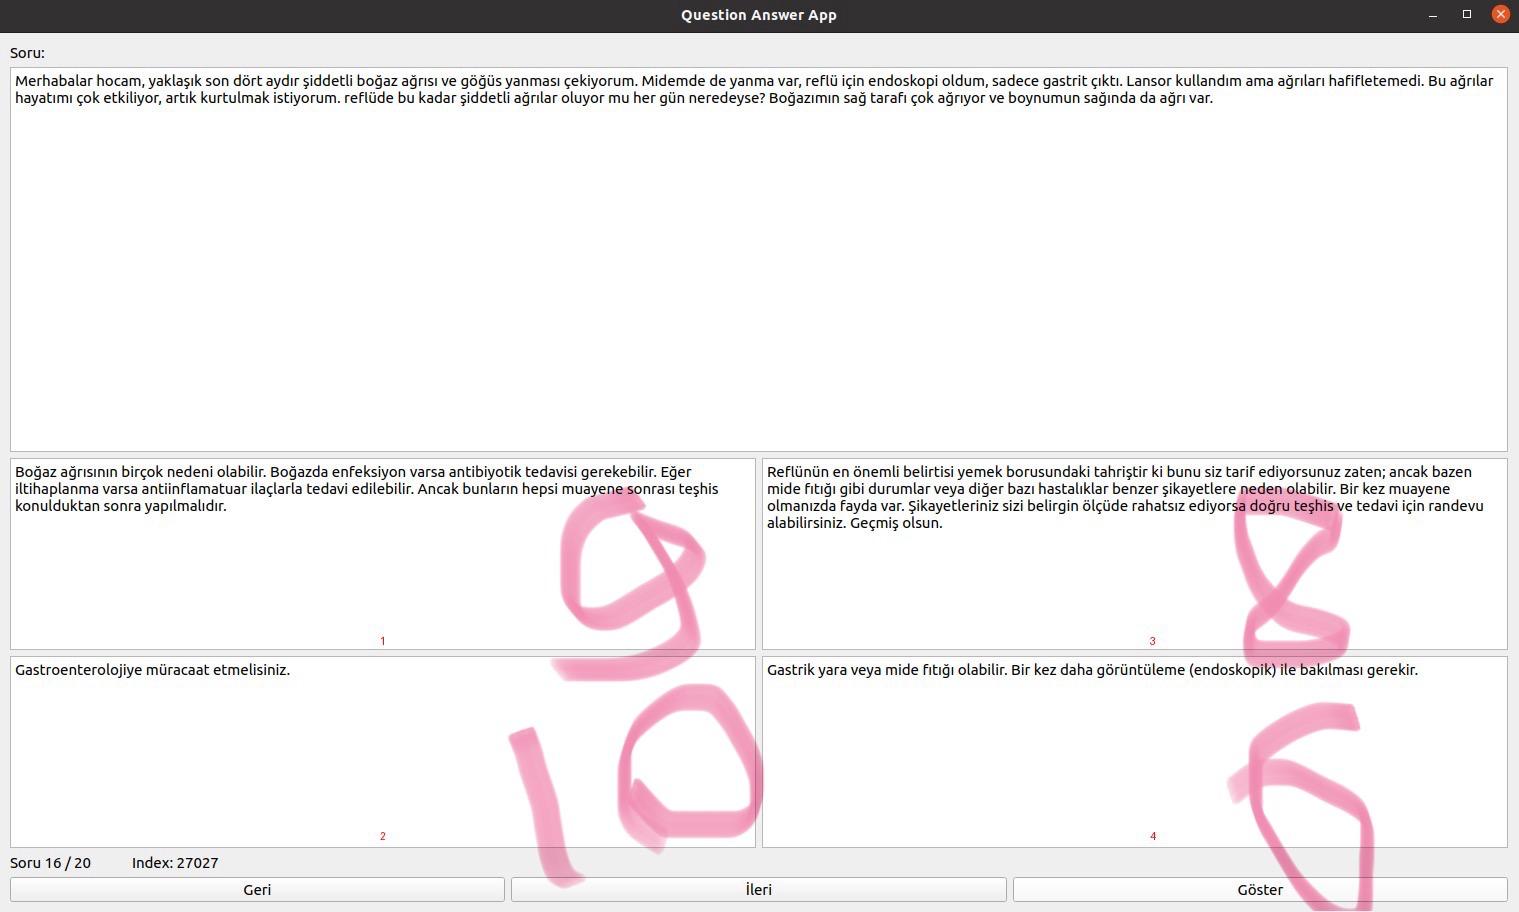 Question Answer App
Soru:
Merhabalar hocam, yaklaşık son dört aydır şiddetli boğaz ağrısı ve göğüs yanması çekiyorum. Midemde de yanma var, reflü için endoskopi oldum, sadece gastrit çıktı. Lansor kullandım ama ağrıları hafifletemedi. Bu ağrılar
hayatımı çok etkiliyor, artık kurtulmak istiyorum. reflüde bu kadar şiddetli ağrılar oluyor mu her gün neredeyse? Boğazımın sağ tarafı çok ağrıyor ve boynumun sağında da ağrı var.
Boğaz ağrısının birçok nedeni olabilir. Boğazda enfeksiyon varsa antibiyotik tedavisi gerekebilir. Eğer
iltihaplanma varsa antiinflamatuar ilaçlarla tedavi edilebilir. Ancak bunların hepsi muayene sonrası teşhis
konulduktan sonra yapılmalıdır.
9
1
Reflünün en önemli belirtisi yemek borusundaki tahriştir ki bunu siz tarif ediyorsunuz zaten; ancak bazen
mide fıtığı gibi durumlar veya diğer bazı hastalıklar benzer şikayetlere neden olabilir. Bir kez muayene
olmanızda fayda var. Şikayetleriniz sizi belirgin ölçüde rahatsız ediyorsa doğru teşhis ve tedavi için randevu
alabilirsiniz. Geçmiş olsun.
8
3
Gastroenterolojiye müracaat etmelisiniz.
10
2
Gastrik yara veya mide fıtığı olabilir. Bir kez daha görüntüleme (endoskopik) ile bakılması gerekir.
4
Soru 16 / 20 Index: 27027
Geri İleri Göster